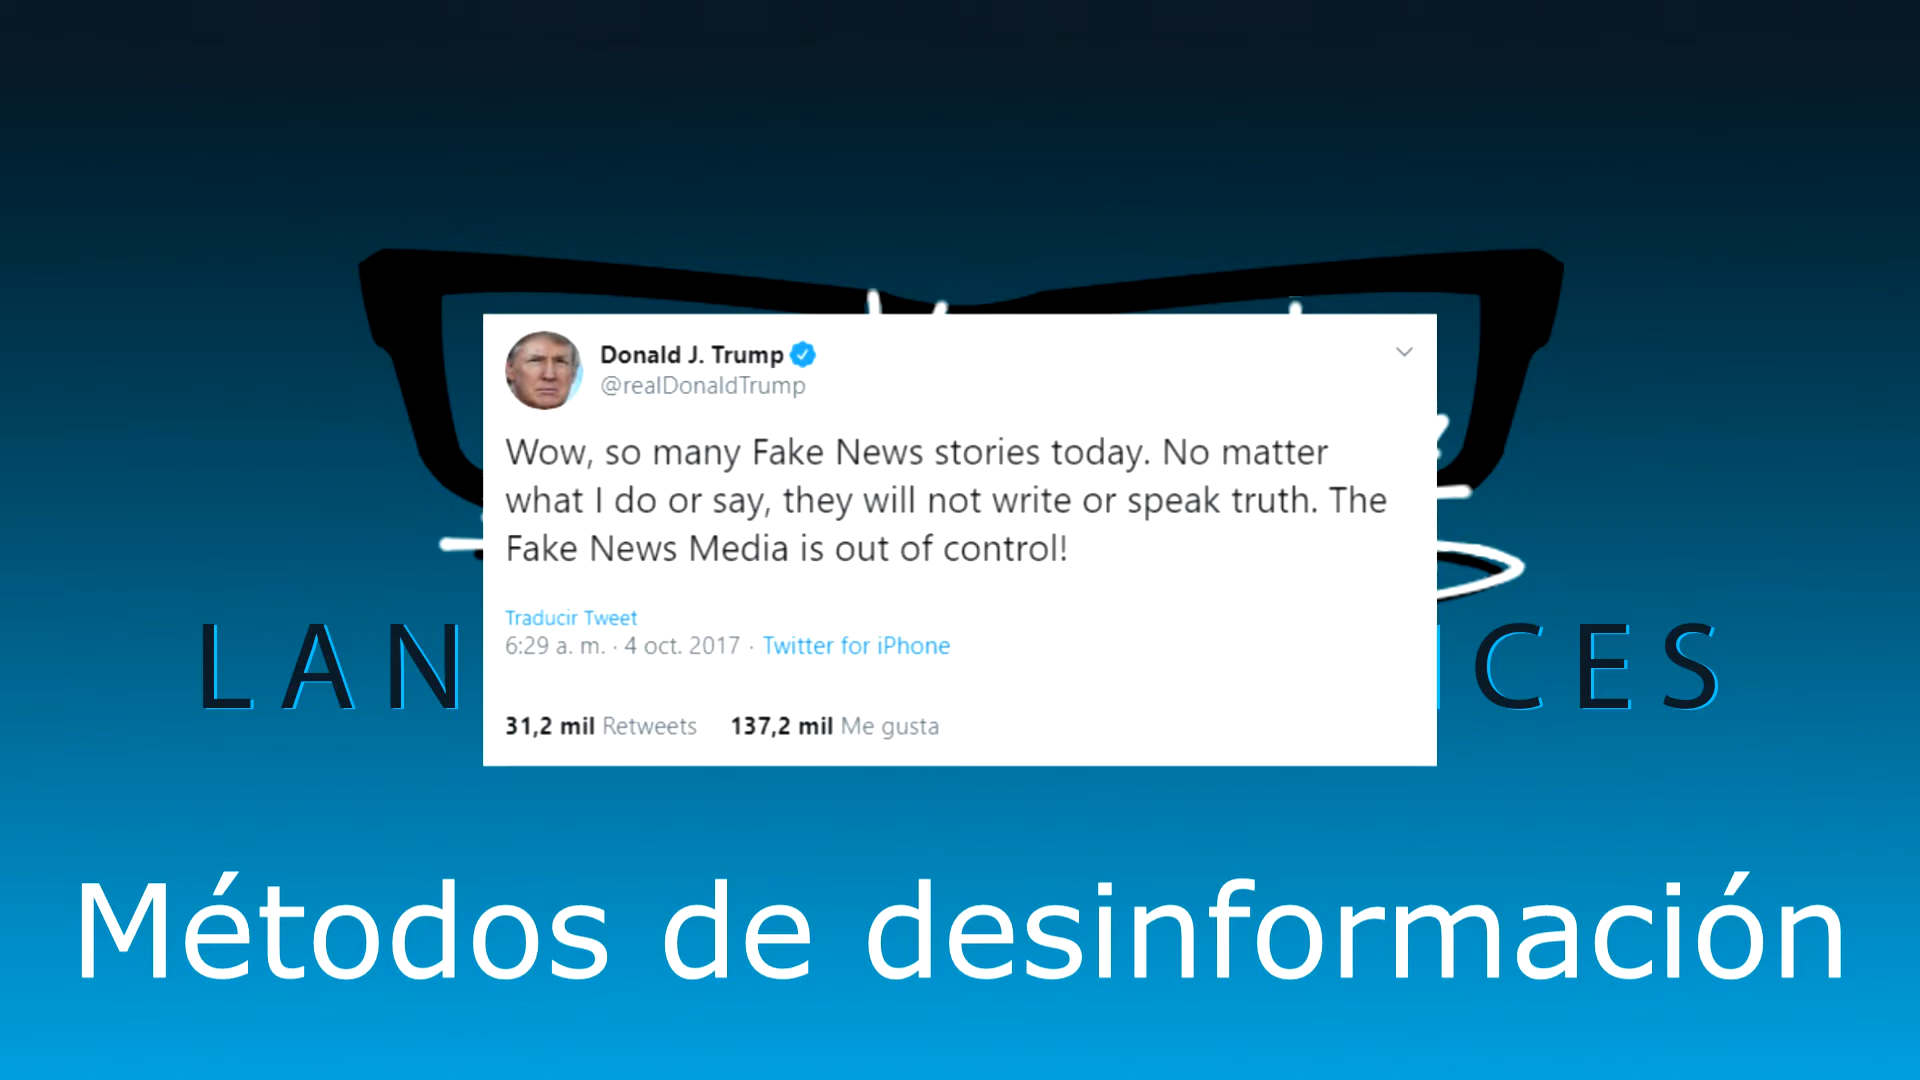 Donald J. Trump
@realDonaldTrump
Wow, so many Fake News stories today. No matter
what I do or say, they will not write or speak truth. The
Fake News Media is out of control!
Traducir Tweet
6:29 a. m. · 4 oct. 2017 · Twitter for iPhone
31,2 mil Retweets 137,2 mil Me gusta
Métodos de desinformación